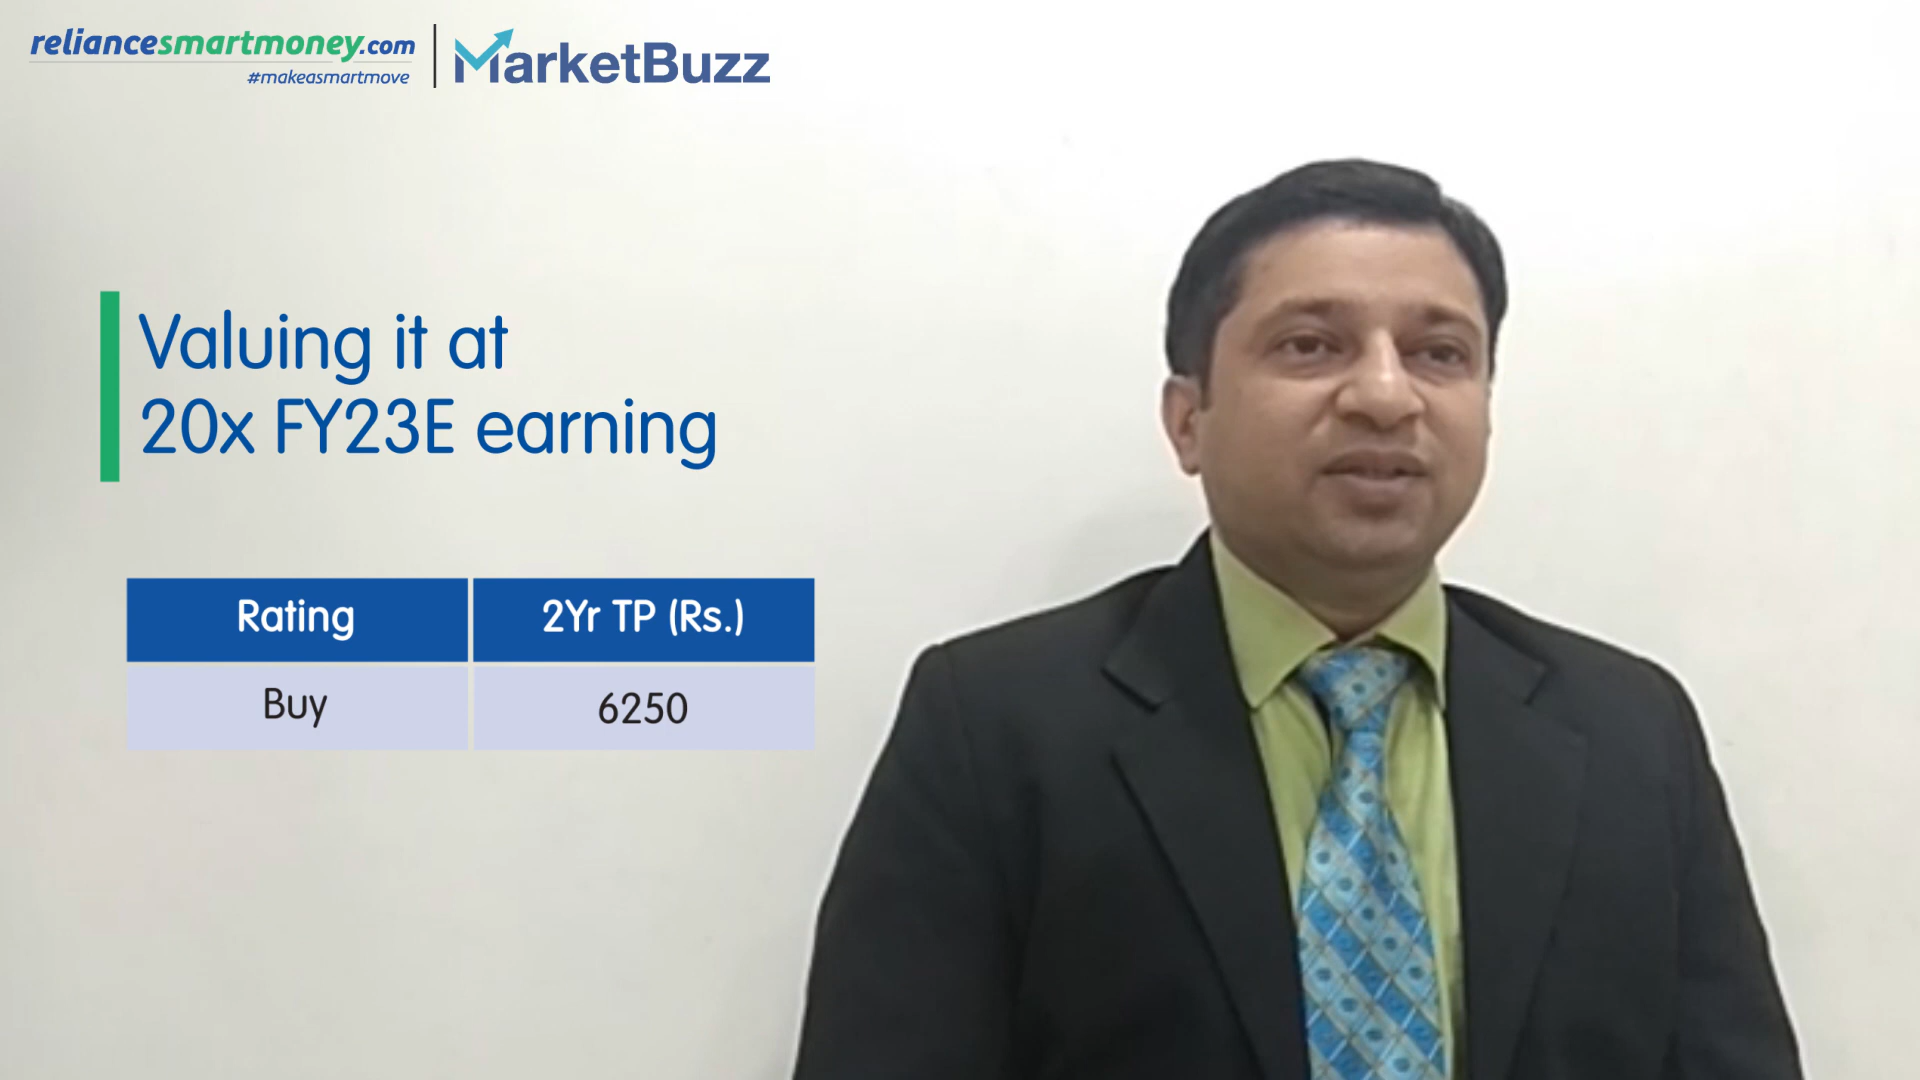 reliancesmartmoney.com
#makeasmartmove
MarketBuzz
Valuing it at
20x FY23E earning
Rating
2Yr TP (Rs.)
Buy
6250